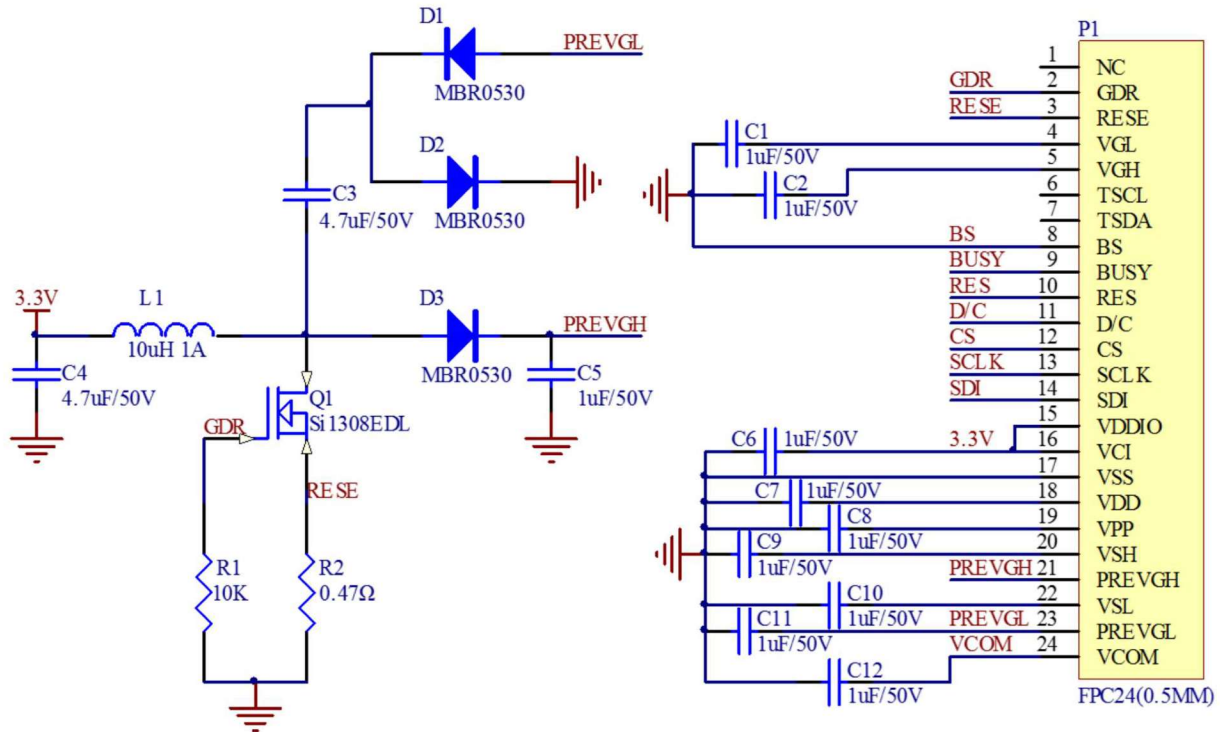 D1
PREVGL
MBR0530
D2
MBR0530
C3
4.7uF/50V
3.3V
L1
10uH 1A
D3
PREVGH
MBR0530
C4
4.7uF/50V
C5
1uF/50V
Q1
Si1308EDL
GDR
RESE
R1
10K
R2
0.47Ω
P1
1 NC
GDR 2 GDR
RESE 3 RESE
C1 4 VGL
1uF/50V
5 VGH
C2 6 TSCL
1uF/50V
7 TSDA
BS 8 BS
BUSY 9 BUSY
RES 10 RES
D/C 11 D/C
CS 12 CS
SCLK 13 SCLK
SDI 14 SDI
15 VDDIO
C6 1uF/50V 3.3V 16 VCI
17 VSS
C7 1uF/50V 18 VDD
C8 19 VPP
1uF/50V
C9 20 VSH
1uF/50V
PREVGH 21 PREVGH
C10 22 VSL
1uF/50V
C11 PREVGL 23 PREVGL
1uF/50V
VCOM 24 VCOM
C12
1uF/50V
FPC24(0.5MM)